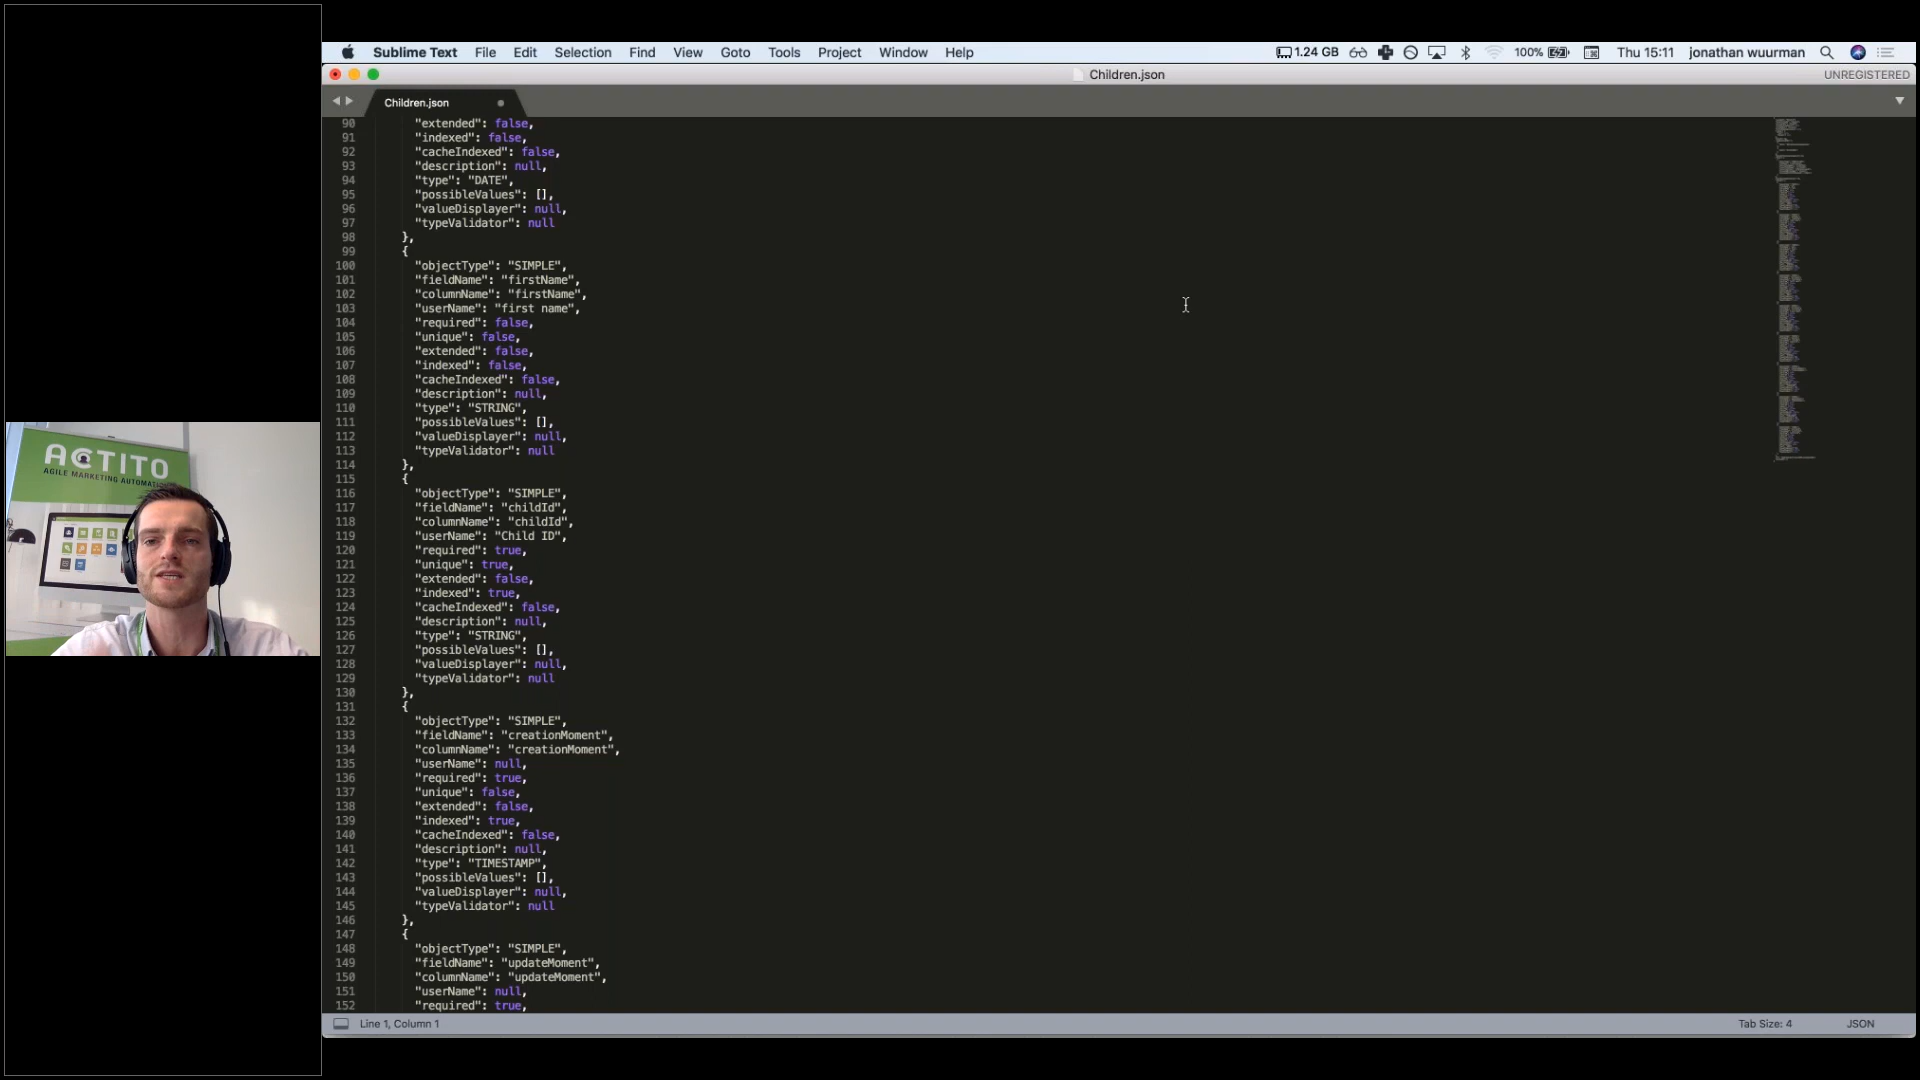 Sublime Text File Edit Selection Find View Goto Tools Project Window Help 1.24 GB 100% Thu 15:11 jonathan wuurman
Children.json UNREGISTERED
Children.json
90 "extended": false,
91 "indexed": false,
92 "cacheIndexed": false,
93 "description": null,
94 "type": "DATE",
95 "possibleValues": [],
96 "valueDisplayer": null,
97 "typeValidator": null
98 },
99 {
100 "objectType": "SIMPLE",
101 "fieldName": "firstName",
102 "columnName": "firstName",
103 "userName": "first name",
104 "required": false,
105 "unique": false,
106 "extended": false,
107 "indexed": false,
108 "cacheIndexed": false,
109 "description": null,
110 "type": "STRING",
111 "possibleValues": [],
112 "valueDisplayer": null,
113 "typeValidator": null
114 },
115 {
116 "objectType": "SIMPLE",
117 "fieldName": "childId",
118 "columnName": "childId",
119 "userName": "Child ID",
120 "required": true,
121 "unique": true,
122 "extended": false,
123 "indexed": true,
124 "cacheIndexed": false,
125 "description": null,
126 "type": "STRING",
127 "possibleValues": [],
128 "valueDisplayer": null,
129 "typeValidator": null
130 },
131 {
132 "objectType": "SIMPLE",
133 "fieldName": "creationMoment",
134 "columnName": "creationMoment",
135 "userName": null,
136 "required": true,
137 "unique": false,
138 "extended": false,
139 "indexed": true,
140 "cacheIndexed": false,
141 "description": null,
142 "type": "TIMESTAMP",
143 "possibleValues": [],
144 "valueDisplayer": null,
145 "typeValidator": null
146 },
147 {
148 "objectType": "SIMPLE",
149 "fieldName": "updateMoment",
150 "columnName": "updateMoment",
151 "userName": null,
152 "required": true,
Line 1, Column 1 Tab Size: 4 JSON
ACTITO
AGILE MARKETING AUTOMATION